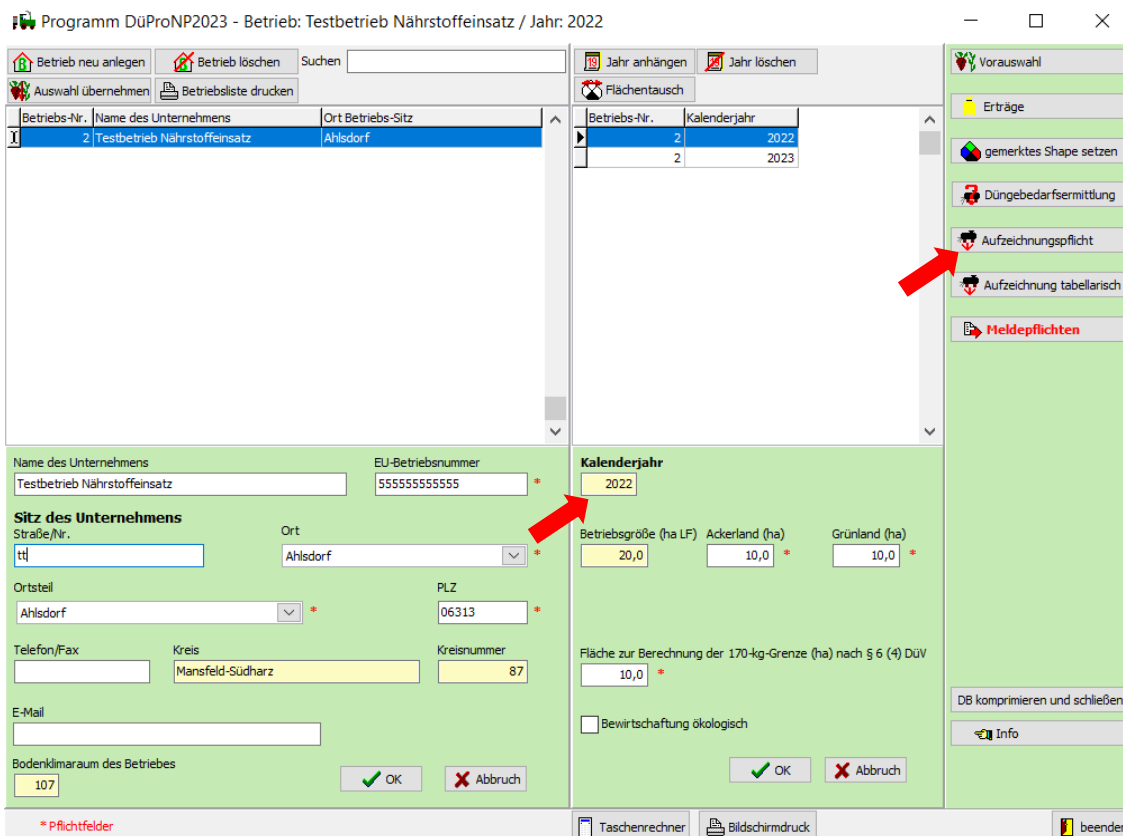 Programm DüProNP2023 - Betrieb: Testbetrieb Nährstoffeinsatz / Jahr: 2022
Betrieb neu anlegen Betrieb löschen Suchen
Auswahl übernehmen Betriebsliste drucken
Betriebs-Nr. Name des Unternehmens Ort Betriebs-Sitz
2 Testbetrieb Nährstoffeinsatz Ahlsdorf
Jahr anhängen Jahr löschen
Flächentausch
Betriebs-Nr. Kalenderjahr
2 2022
2 2023
Vorauswahl
Erträge
gemerktes Shape setzen
Düngebedarfsermittlung
Aufzeichnungspflicht
Aufzeichnung tabellarisch
Meldepflichten
DB komprimieren und schließen
Info
Name des Unternehmens EU-Betriebsnummer
Testbetrieb Nährstoffeinsatz 555555555555 *
Sitz des Unternehmens
Straße/Nr. Ort
tt Ahlsdorf *
Ortsteil PLZ
Ahlsdorf * 06313 *
Telefon/Fax Kreis Kreisnummer
Mansfeld-Südharz 87
E-Mail
Bodenklimaraum des Betriebes
107 OK Abbruch
Kalenderjahr
2022
Betriebsgröße (ha LF) Ackerland (ha) Grünland (ha)
20,0 10,0 * 10,0 *
Fläche zur Berechnung der 170-kg-Grenze (ha) nach § 6 (4) DüV
10,0 *
Bewirtschaftung ökologisch
OK Abbruch
* Pflichtfelder Taschenrechner Bildschirmdruck beenden